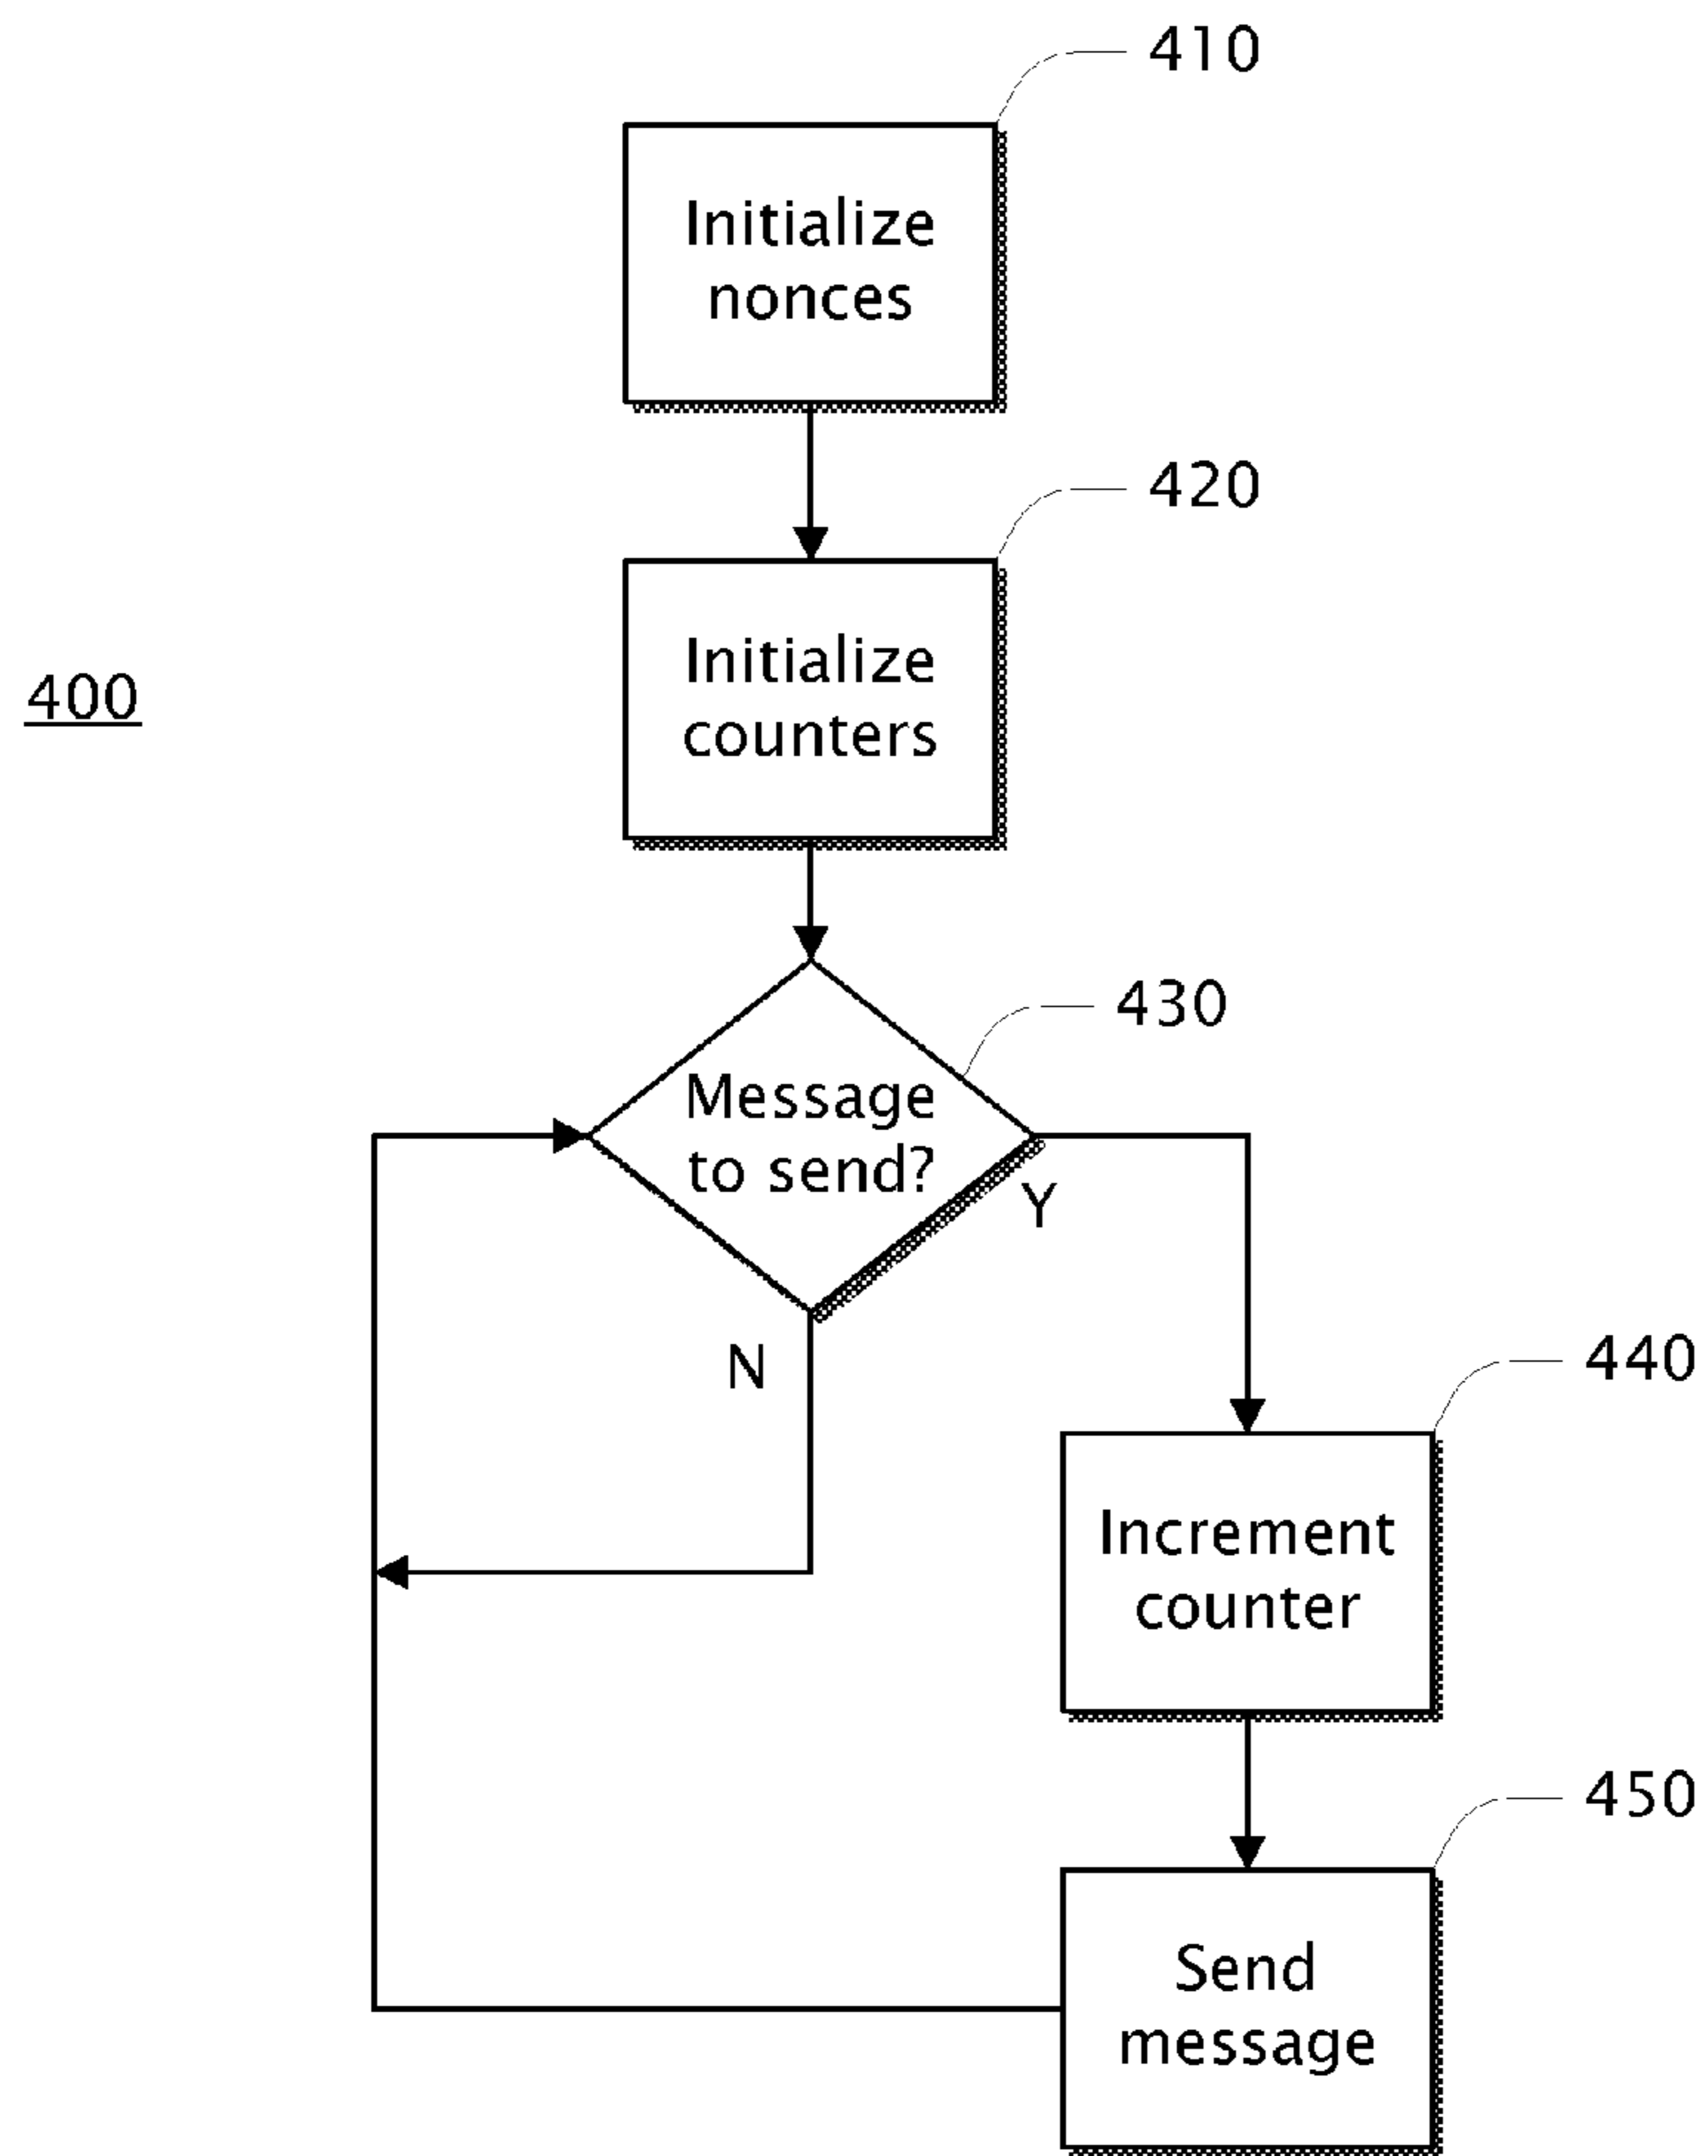 410
Initialize
nonces
420
Initialize
counters
400
430
Message
to send?
Y
N
440
Increment
counter
450
Send
message